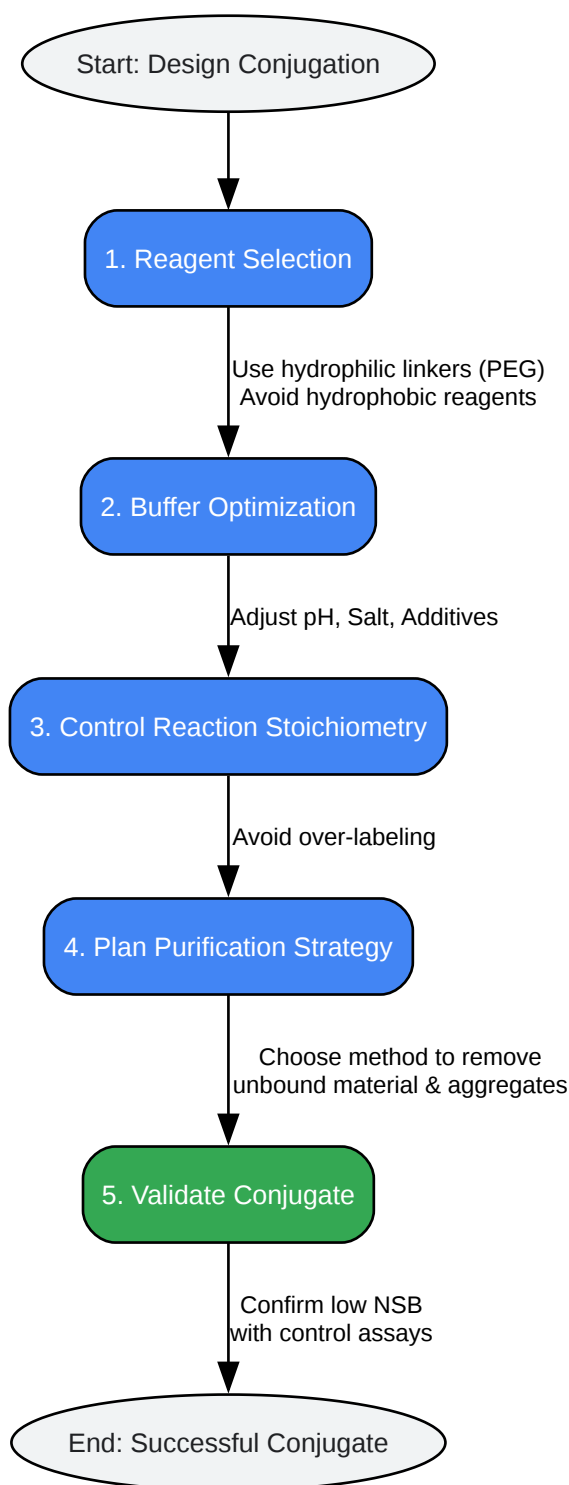 Start: Design Conjugation
1. Reagent Selection
Use hydrophilic linkers (PEG)
Avoid hydrophobic reagents
2. Buffer Optimization
Adjust pH, Salt, Additives
3. Control Reaction Stoichiometry
Avoid over-labeling
4. Plan Purification Strategy
Choose method to remove
unbound material & aggregates
5. Validate Conjugate
Confirm low NSB
with control assays
End: Successful Conjugate